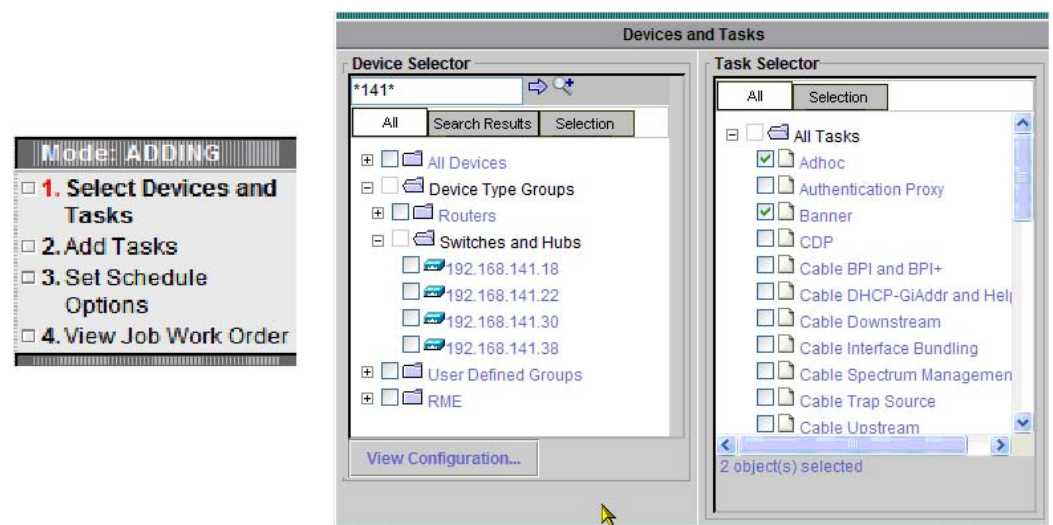 Mode: ADDING
1. Select Devices and
Tasks
2. Add Tasks
3. Set Schedule
Options
4. View Job Work Order
Devices and Tasks
Device Selector
*141*
All Search Results Selection
All Devices
Device Type Groups
Routers
Switches and Hubs
192.168.141.18
192.168.141.22
192.168.141.30
192.168.141.38
User Defined Groups
RME
View Configuration...
Task Selector
All Selection
All Tasks
Adhoc
Authentication Proxy
Banner
CDP
Cable BPI and BPI+
Cable DHCP-GiAddr and Help
Cable Downstream
Cable Interface Bundling
Cable Spectrum Managemen
Cable Trap Source
Cable Upstream
2 object(s) selected